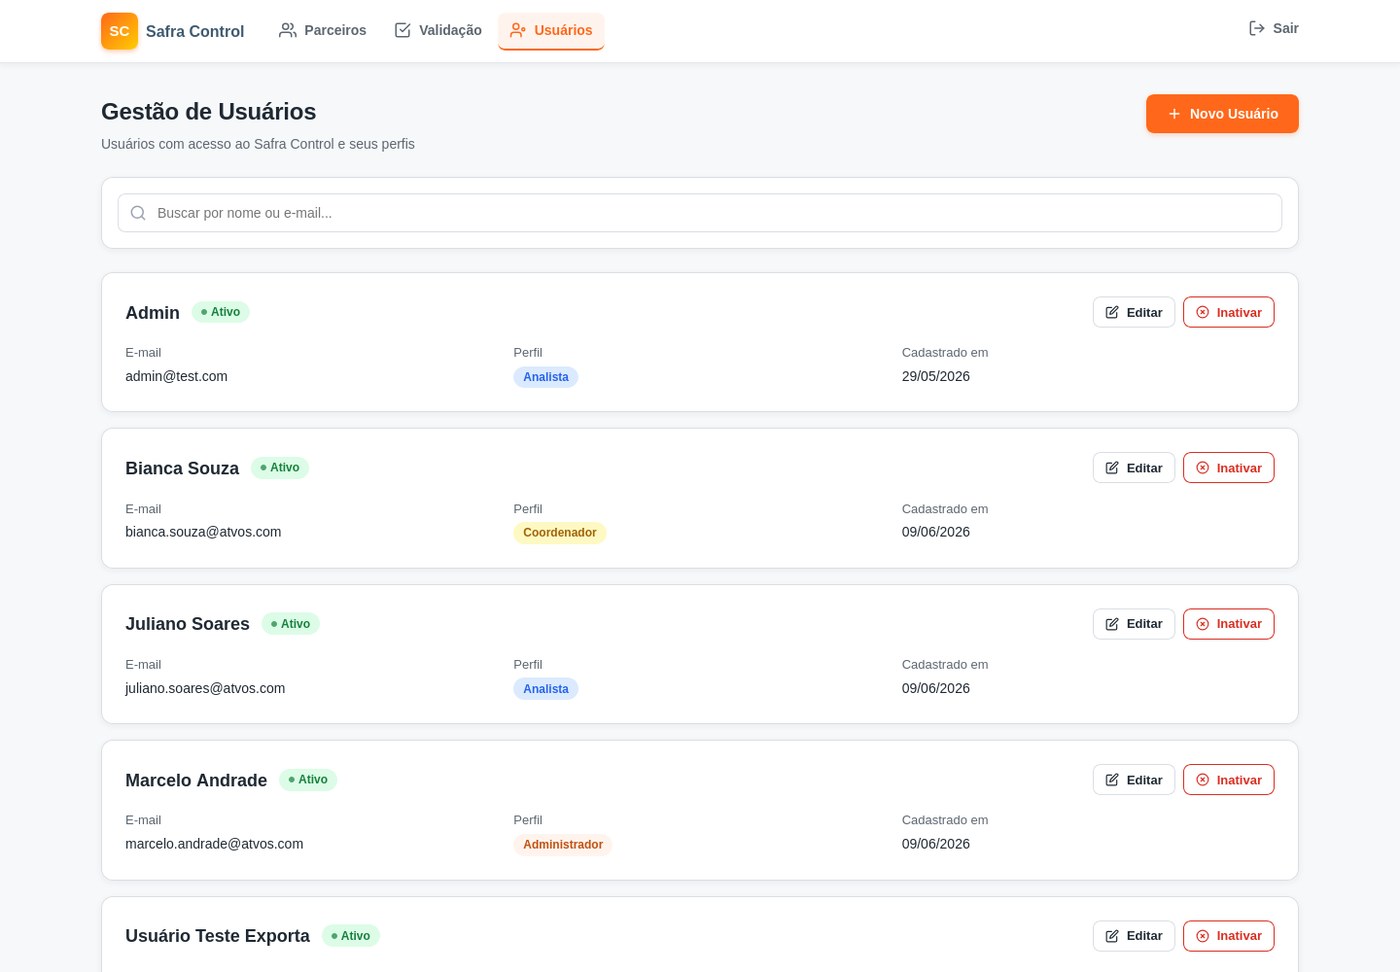 SC Safra Control Parceiros Validação Usuários Sair
Gestão de Usuários
Novo Usuário
Usuários com acesso ao Safra Control e seus perfis
Buscar por nome ou e-mail...
Admin Ativo Editar Inativar
E-mail Perfil Cadastrado em
admin@test.com Analista 29/05/2026
Bianca Souza Ativo Editar Inativar
E-mail Perfil Cadastrado em
bianca.souza@atvos.com Coordenador 09/06/2026
Juliano Soares Ativo Editar Inativar
E-mail Perfil Cadastrado em
juliano.soares@atvos.com Analista 09/06/2026
Marcelo Andrade Ativo Editar Inativar
E-mail Perfil Cadastrado em
marcelo.andrade@atvos.com Administrador 09/06/2026
Usuário Teste Exporta Ativo Editar Inativar